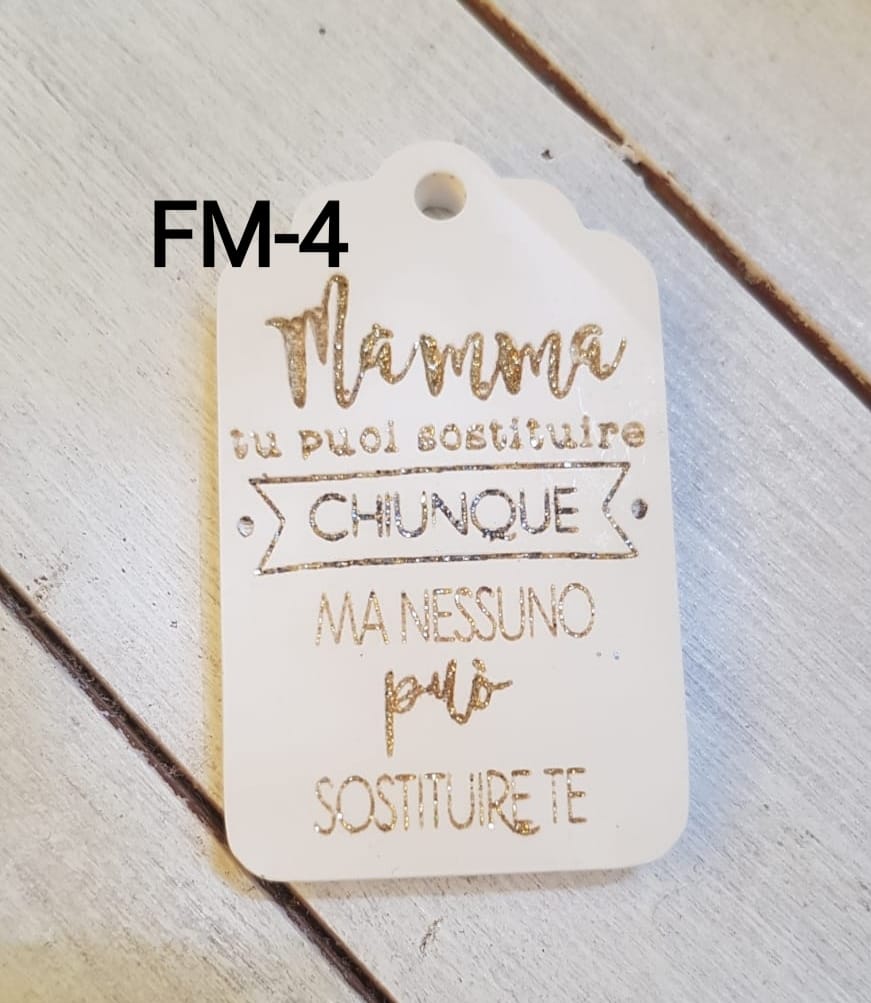 FM-4
Mamma
tu puoi sostituire
CHIUNQUE
MA NESSUNO
può
SOSTITUIRE TE